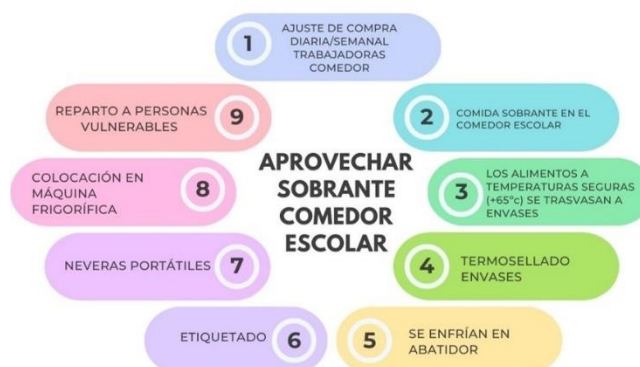 1
AJUSTE DE COMPRA
DIARIA/SEMANAL
TRABAJADORAS
COMEDOR
9
REPARTO A PERSONAS
VULNERABLES
2
COMIDA SOBRANTE EN EL
COMEDOR ESCOLAR
APROVECHAR
SOBRANTE
COMEDOR
ESCOLAR
8
COLOCACIÓN EN
MÁQUINA
FRIGORÍFICA
3
LOS ALIMENTOS A
TEMPERATURAS SEGURAS
(+65ºc) SE TRASVASAN A
ENVASES
7
NEVERAS PORTÁTILES
4
TERMOSELLADO
ENVASES
6
ETIQUETADO
5
SE ENFRÍAN EN
ABATIDOR